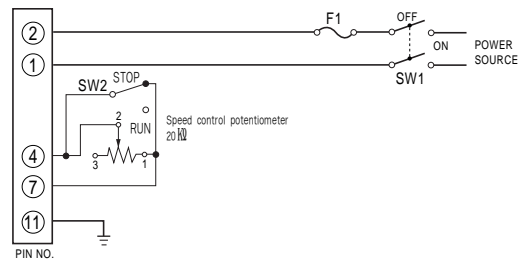 F1
OFF
2
ON
POWER
SOURCE
1
SW1
STOP
SW2
2
RUN
Speed control potentiometer
20 KΩ
4
3
1
7
11
PIN NO.